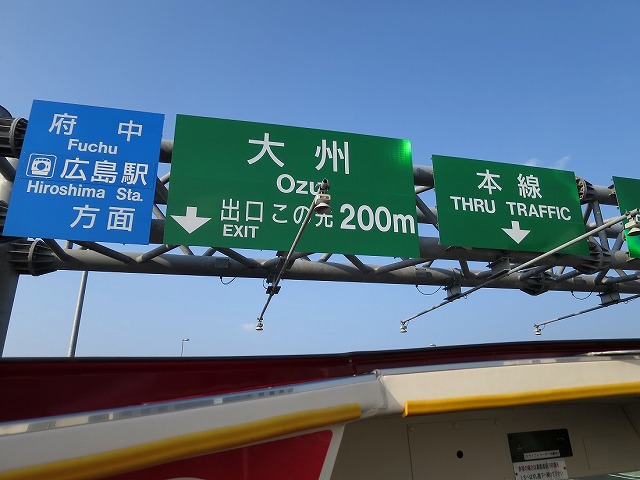 府中
Fuchu
広島駅
Hiroshima Sta.
方面
大州
Ozu
出口 この先 200m
EXIT
本線
THRU TRAFFIC